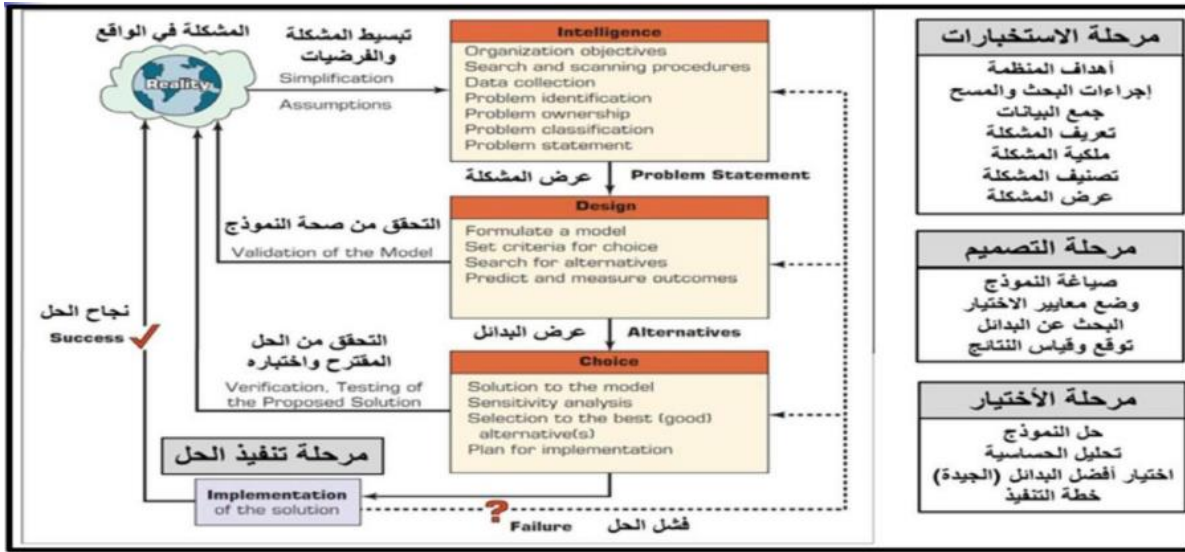 المشكلة في الواقع
Reality
تبسيط المشكلة
والفرضيات
Simplification
Assumptions
Intelligence
Organization objectives
Search and scanning procedures
Data collection
Problem identification
Problem ownership
Problem classification
Problem statement
عرض المشكلة
Problem Statement
Design
Formulate a model
Set criteria for choice
Search for alternatives
Predict and measure outcomes
التحقق من صحة النموذج
Validation of the Model
عرض البدائل
Alternatives
Choice
Solution to the model
Sensitivity analysis
Selection to the best (good)
alternative(s)
Plan for implementation
التحقق من الحل
المقترح واختباره
Verification, Testing of
the Proposed Solution
نجاح الحل
Success
مرحلة تنفيذ الحل
Implementation
of the solution
?
Failure
فشل الحل
مرحلة الاستخبارات
أهداف المنظمة
إجراءات البحث والمسح
جمع البيانات
تعريف المشكلة
ملكية المشكلة
تصنيف المشكلة
عرض المشكلة
مرحلة التصميم
صياغة النموذج
وضع معايير الاختيار
البحث عن البدائل
توقع وقياس النتائج
مرحلة الأختيار
حل النموذج
تحليل الحساسية
اختيار أفضل البدائل (الجيدة)
خطة التنفيذ